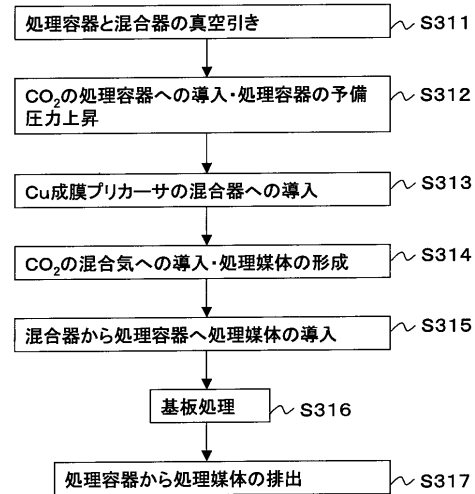 処理容器と混合器の真空引き
S311
CO₂の処理容器への導入・処理容器の予備
圧力上昇
S312
Cu成膜プリカーサの混合器への導入
S313
CO₂の混合気への導入・処理媒体の形成
S314
混合器から処理容器へ処理媒体の導入
S315
基板処理
S316
処理容器から処理媒体の排出
S317